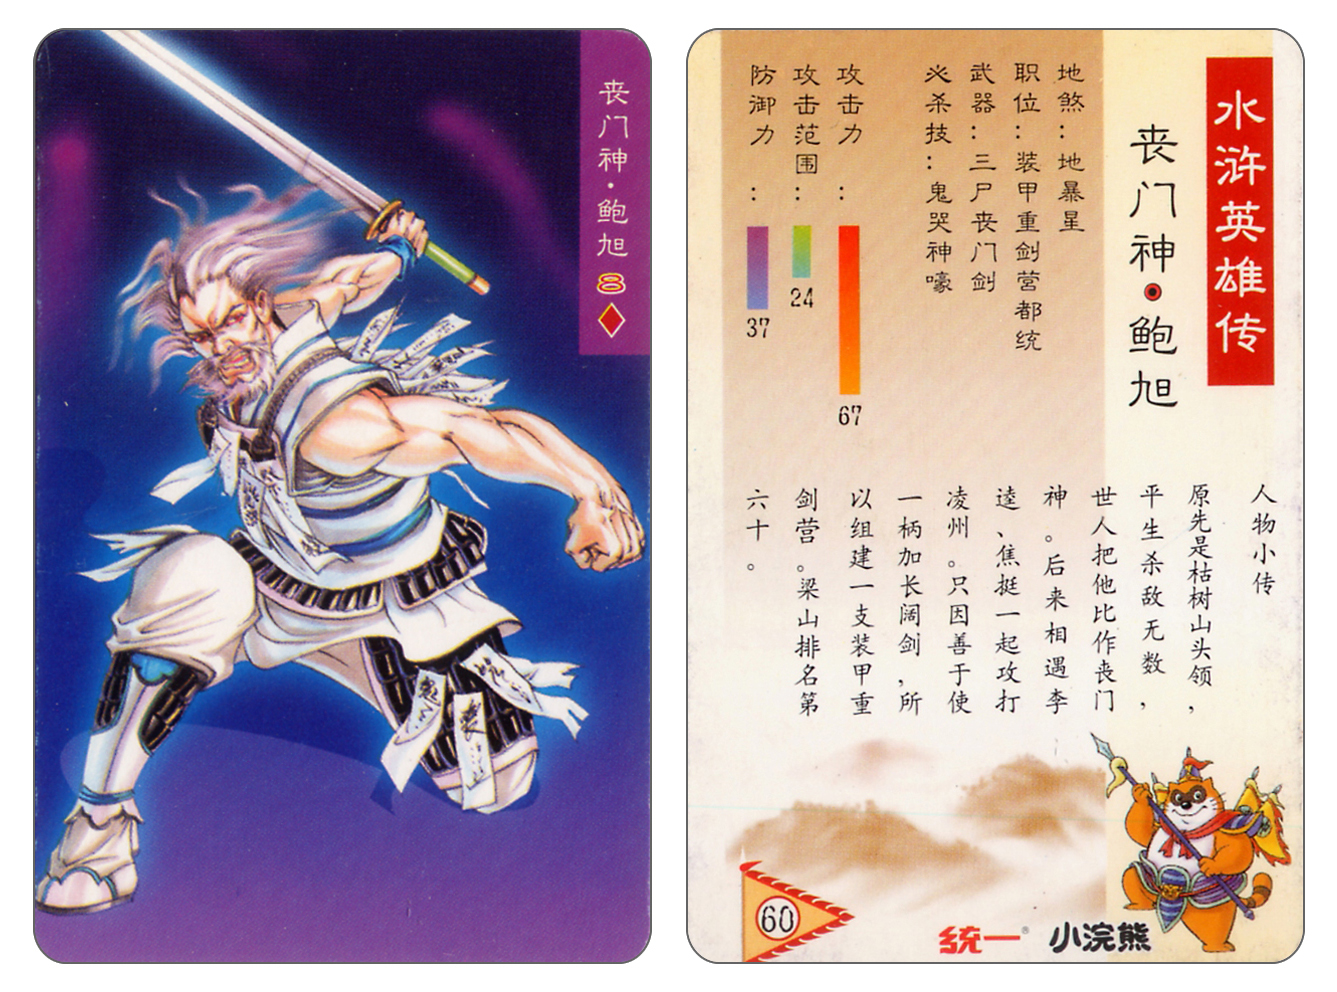 丧门神·鲍旭
8
水浒英雄传
丧门神·鲍旭
地煞：地暴星
职位：装甲重剑营都统
武器：三尸丧门剑
必杀技：鬼哭神嚎
攻击力：
67
攻击范围：
24
防御力：
37
人物小传
原先是枯树山头领，
平生杀敌无数，
世人把他比作丧门
神。后来相遇李
逵、焦挺一起攻打
凌州。只因善于使
一柄加长阔剑，所
以组建一支装甲重
剑营。梁山排名第
六十。
60
统一® 小浣熊